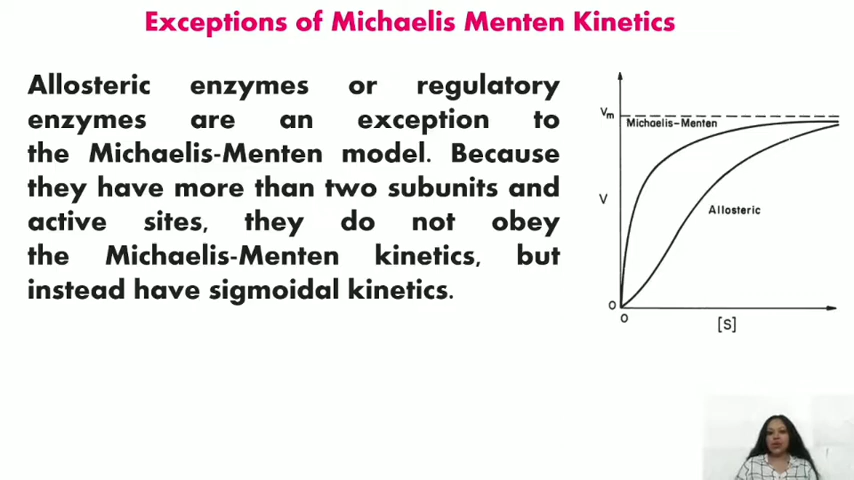 Exceptions of Michaelis Menten Kinetics
Allosteric enzymes or regulatory
enzymes are an exception to
the Michaelis-Menten model. Because
they have more than two subunits and
active sites, they do not obey
the Michaelis-Menten kinetics, but
instead have sigmoidal kinetics.
Vm
Michaelis-Menten
V
Allosteric
O
O
[S]